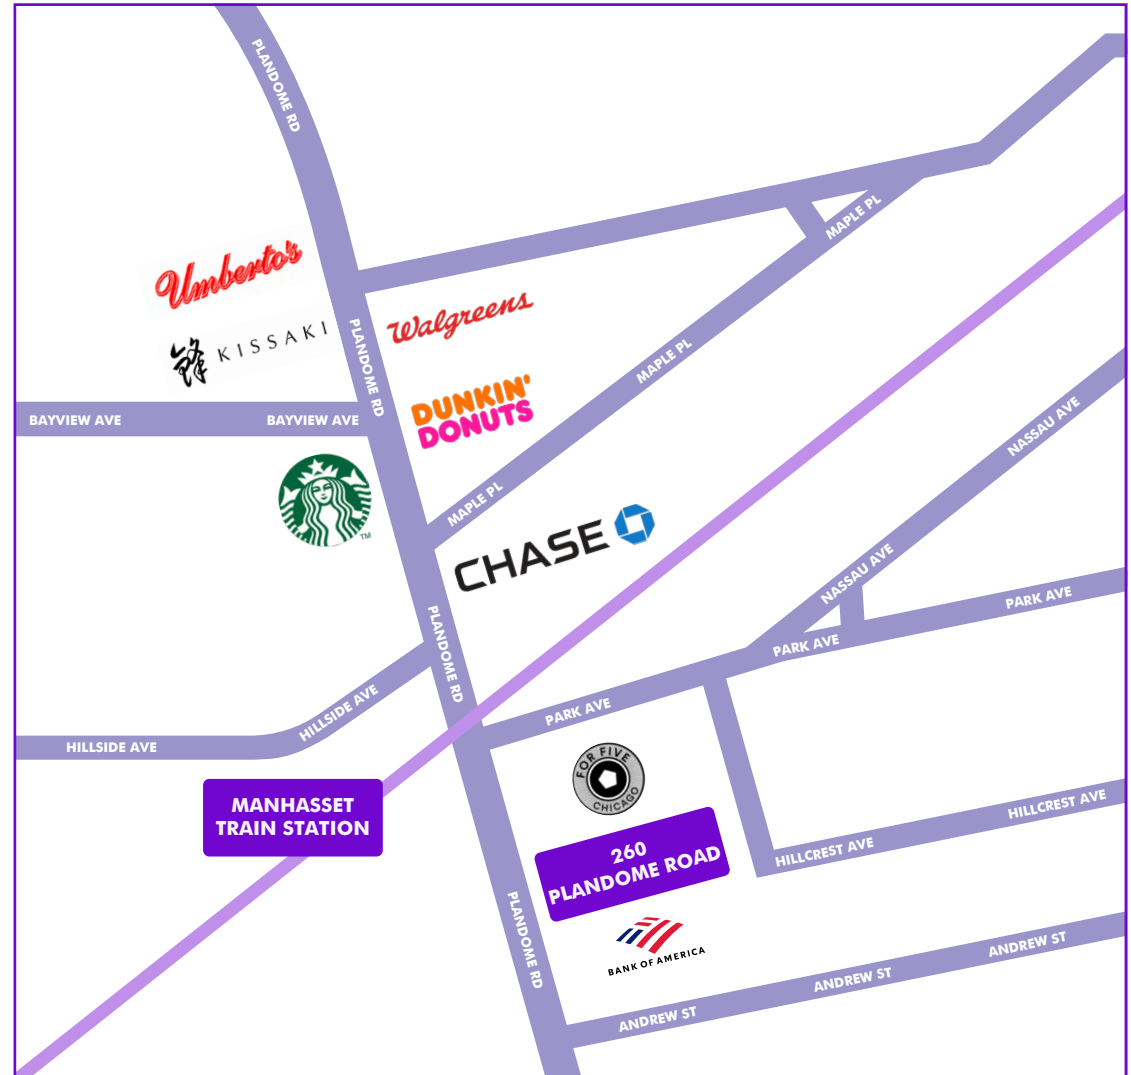 PLANDOME RD
MAPLE PL
Umberto's
Walgreens
鋒 KISSAKI
PLANDOME RD
MAPLE PL
DUNKIN'
DONUTS
BAYVIEW AVE
BAYVIEW AVE
NASSAU AVE
MAPLE PL
TM
CHASE
NASSAU AVE
PARK AVE
PLANDOME RD
PARK AVE
HILLSIDE AVE
PARK AVE
HILLSIDE AVE
FOR FIVE
CHICAGO
MANHASSET
TRAIN STATION
HILLCREST AVE
HILLCREST AVE
260
PLANDOME ROAD
PLANDOME RD
BANK OF AMERICA
ANDREW ST
ANDREW ST
ANDREW ST